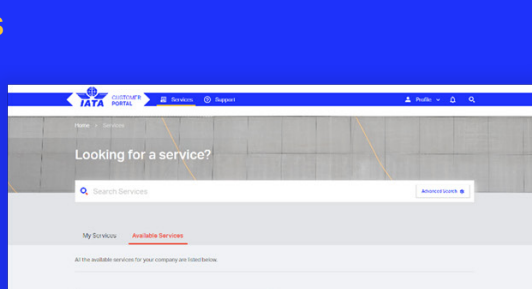 s
IATA CUSTOMER PORTAL Services Support Profile
Home > Services
Looking for a service?
Search Services Advanced Search
My Services Available Services
All the available services for your company are listed below.